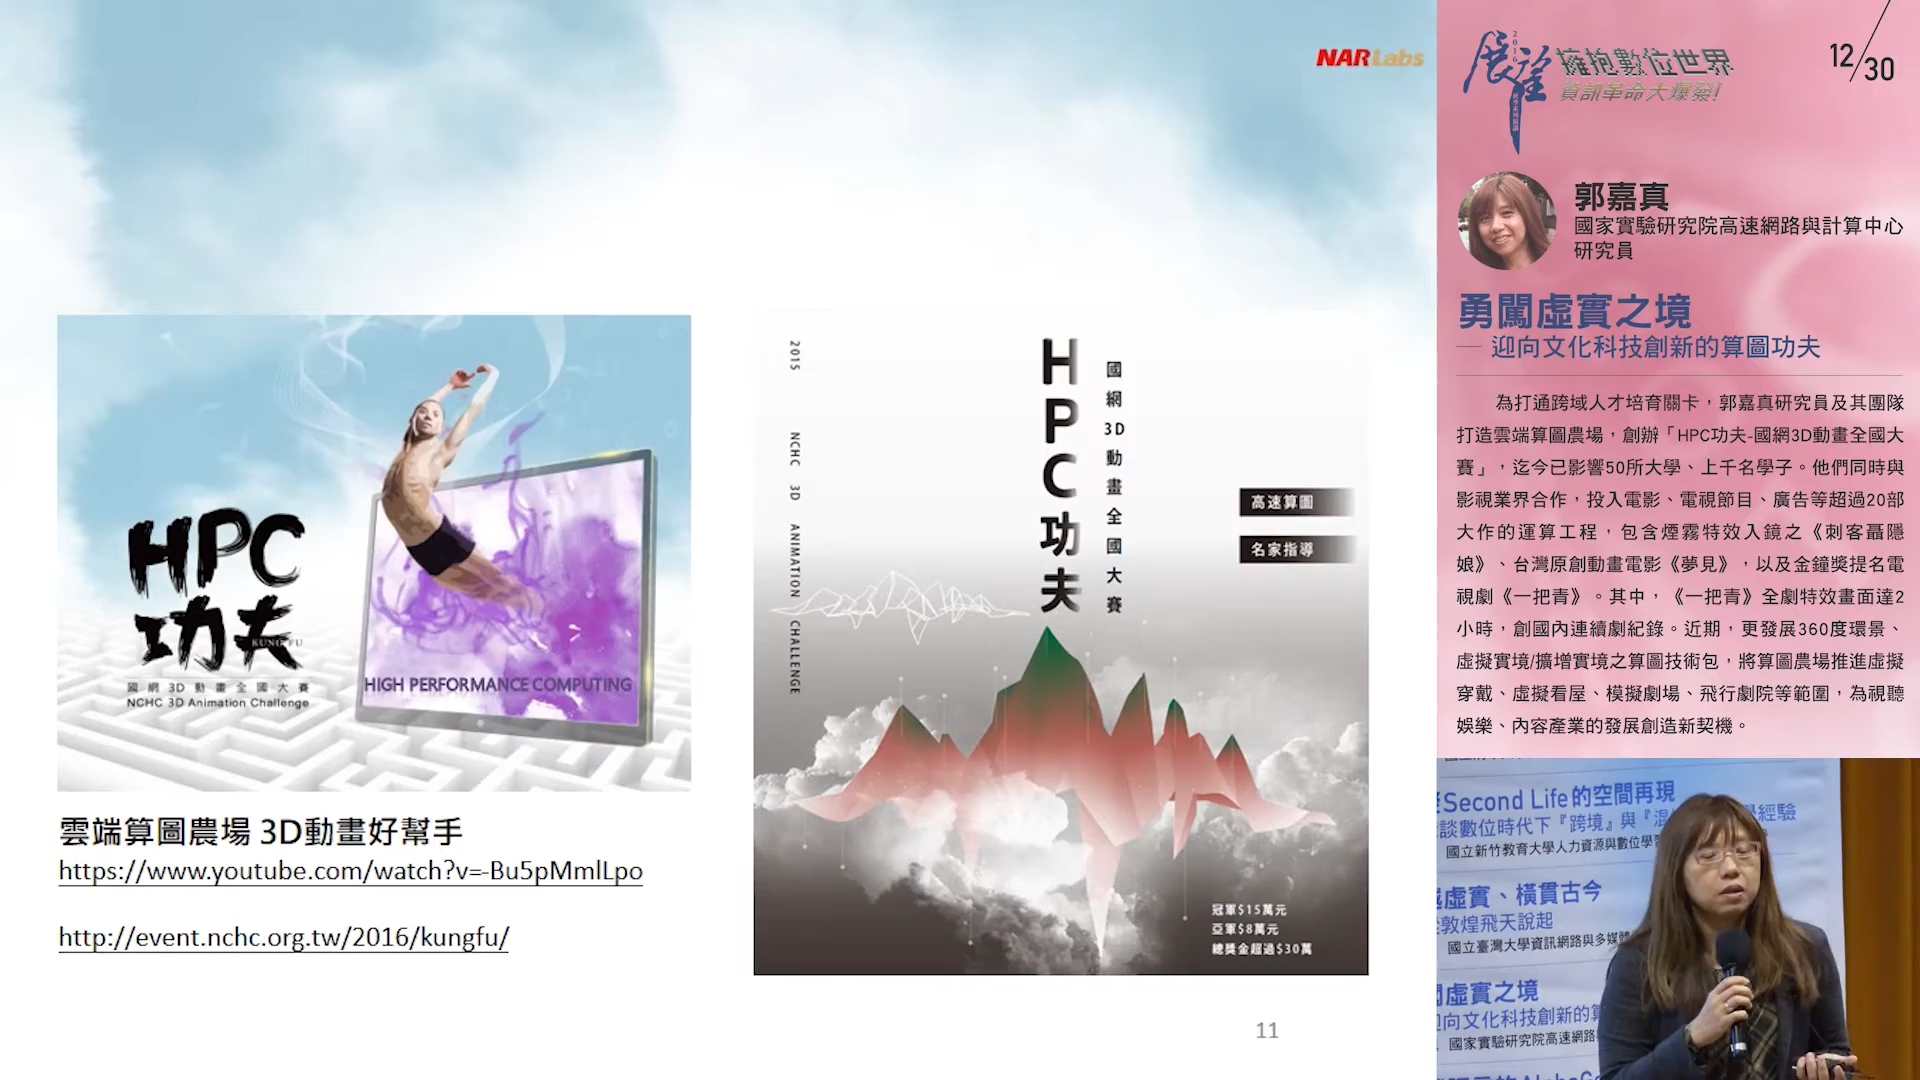 NARLabs
HPC
功夫
KUNG FU
國網3D動畫全國大賽
NCHC 3D Animation Challenge
HIGH PERFORMANCE COMPUTING
雲端算圖農場 3D動畫好幫手
https://www.youtube.com/watch?v=-Bu5pMmlLpo
http://event.nchc.org.tw/2016/kungfu/
2015 NCHC 3D ANIMATION CHALLENGE
HPC功夫
國網3D動畫全國大賽
高速算圖
名家指導
冠軍$15萬元
亞軍$8萬元
總獎金超過$30萬
11
展望
2016
秋季系列演講
擁抱數位世界
資訊革命大爆發!
12/30
郭嘉真
國家實驗研究院高速網路與計算中心
研究員
勇闖虛實之境
— 迎向文化科技創新的算圖功夫
為打通跨域人才培育關卡,郭嘉真研究員及其團隊
打造雲端算圖農場,創辦「HPC功夫-國網3D動畫全國大
賽」,迄今已影響50所大學、上千名學子。他們同時與
影視業界合作,投入電影、電視節目、廣告等超過20部
大作的運算工程,包含煙霧特效入鏡之《刺客聶隱
娘》、台灣原創動畫電影《夢見》,以及金鐘獎提名電
視劇《一把青》。其中,《一把青》全劇特效畫面達2
小時,創國內連續劇紀錄。近期,更發展360度環景、
虛擬實境/擴增實境之算圖技術包,將算圖農場推進虛擬
穿戴、虛擬看屋、模擬劇場、飛行劇院等範圍,為視聽
娛樂、內容產業的發展創造新契機。
Second Life的空間再現
談數位時代下『跨境』與『混 經驗
國立新竹教育大學人力資源與數位學習
虛實、橫貫古今
敦煌飛天說起
國立臺灣大學資訊網路與多媒體
虛實之境
向文化科技創新的算
國家實驗研究院高速網路